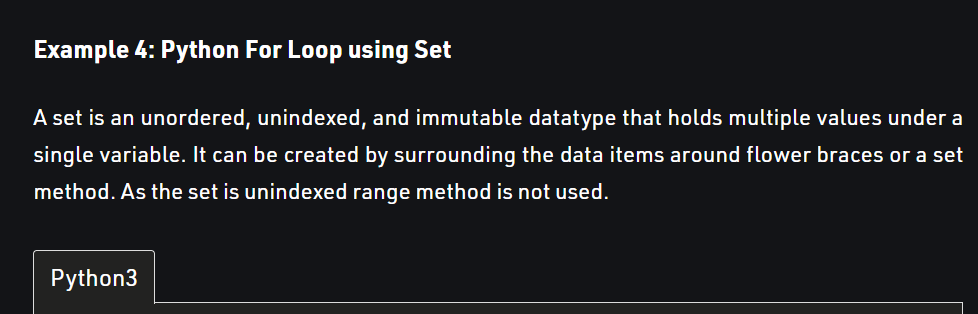 Example 4: Python For Loop using Set
A set is an unordered, unindexed, and immutable datatype that holds multiple values under a
single variable. It can be created by surrounding the data items around flower braces or a set
method. As the set is unindexed range method is not used.
Python3